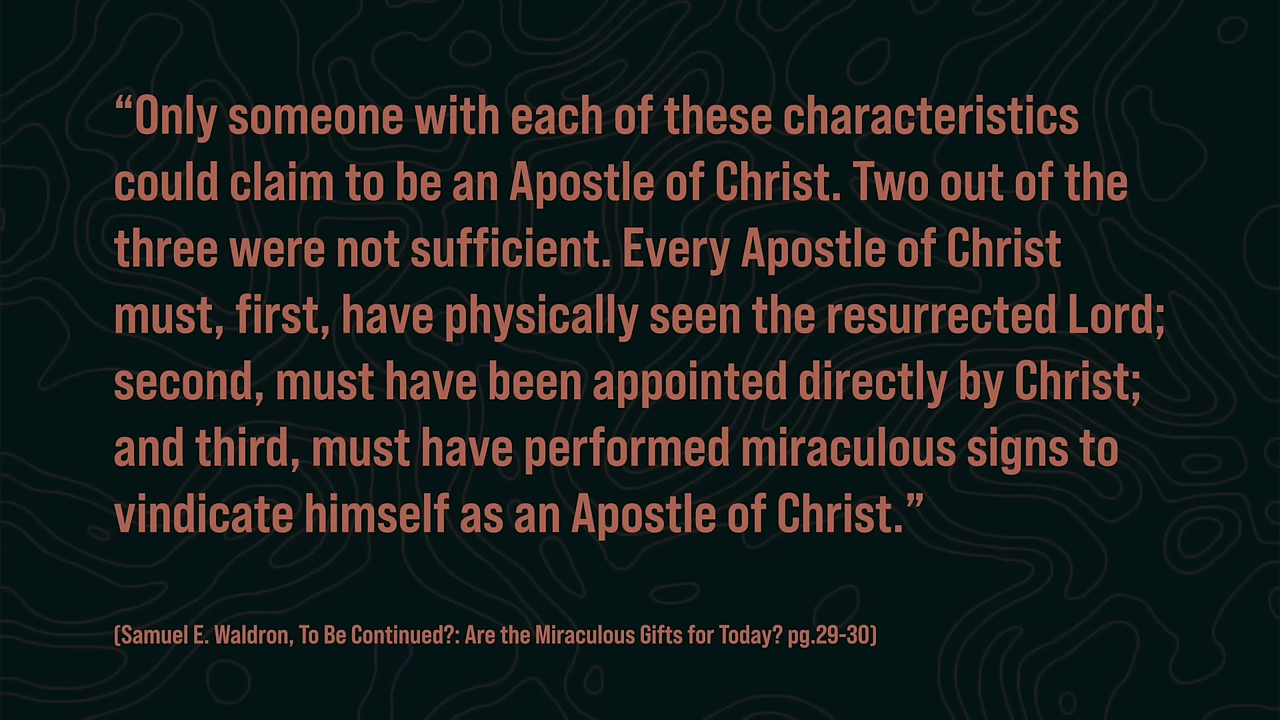 “Only someone with each of these characteristics
could claim to be an Apostle of Christ. Two out of the
three were not sufficient. Every Apostle of Christ
must, first, have physically seen the resurrected Lord;
second, must have been appointed directly by Christ;
and third, must have performed miraculous signs to
vindicate himself as an Apostle of Christ.”
(Samuel E. Waldron, To Be Continued?: Are the Miraculous Gifts for Today? pg.29-30)